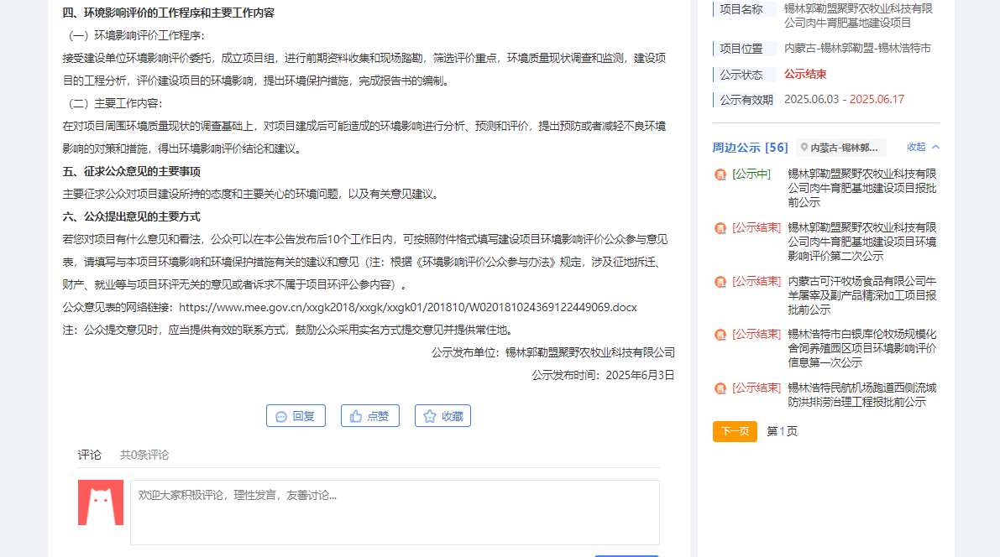 四、环境影响评价的工作程序和主要工作内容
（一）环境影响评价工作程序：
接受建设单位环境影响评价委托，成立项目组，进行前期资料收集和现场踏勘，筛选评价重点，环境质量现状调查和监测，建设项
目的工程分析，评价建设项目的环境影响，提出环境保护措施，完成报告书的编制。
（二）主要工作内容：
在对项目周围环境质量现状的调查基础上，对项目建成后可能造成的环境影响进行分析、预测和评价，提出预防或者减轻不良环境
影响的对策和措施，得出环境影响评价结论和建议。
五、征求公众意见的主要事项
主要征求公众对项目建设所持的态度和主要关心的环境问题，以及有关意见建议。
六、公众提出意见的主要方式
若您对项目有什么意见和看法，公众可以在本公告发布后10个工作日内，可按照附件格式填写建设项目环境影响评价公众参与意见
表，请填写与本项目环境影响和环境保护措施有关的建议和意见（注：根据《环境影响评价公众参与办法》规定，涉及征地拆迁、
财产、就业等与项目环评无关的意见或者诉求不属于项目环评公参内容）。
公众意见表的网络链接：https://www.mee.gov.cn/xxgk2018/xxgk/xxgk01/201810/W020181024369122449069.docx
注：公众提交意见时，应当提供有效的联系方式，鼓励公众采用实名方式提交意见并提供常住地。
公示发布单位：锡林郭勒盟聚野农牧业科技有限公司
公示发布时间：2025年6月3日
回复
点赞
收藏
评论 共0条评论
欢迎大家积极评论，理性发言，友善讨论...
项目名称 锡林郭勒盟聚野农牧业科技有限
公司肉牛育肥基地建设项目
项目位置 内蒙古-锡林郭勒盟-锡林浩特市
公示状态 公示结束
公示有效期 2025.06.03 - 2025.06.17
周边公示 [56] 内蒙古-锡林郭... 收起
[公示中] 锡林郭勒盟聚野农牧业科技有限
公司肉牛育肥基地建设项目报批
前公示
[公示结束] 锡林郭勒盟聚野农牧业科技有限
公司肉牛育肥基地建设项目环境
影响评价第二次公示
[公示结束] 内蒙古可汗牧场食品有限公司牛
羊屠宰及副产品精深加工项目报
批前公示
[公示结束] 锡林浩特市白银库伦牧场规模化
舍饲养殖园区项目环境影响评价
信息第一次公示
[公示结束] 锡林浩特民航机场跑道西侧流域
防洪排涝治理工程报批前公示
下一页 第1页